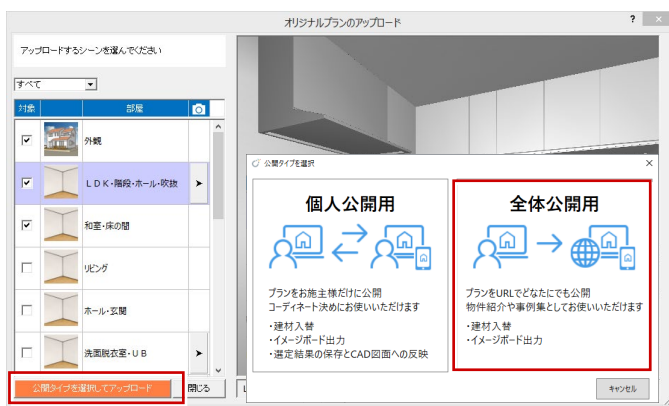 オリジナルプランのアップロード
?
×
アップロードするシーンを選んでください
すべて
対象 部屋
外観
LDK・階段・ホール・吹抜
和室・床の間
リビング
ホール・玄関
洗面脱衣室・UB
公開タイプを選択してアップロード
閉じる
公開タイプを選択
×
個人公開用
プランをお施主様だけに公開
コーディネート決めにお使いいただけます
・建材入替
・イメージボード出力
・選定結果の保存とCAD図面への反映
全体公開用
プランをURLでどなたにでも公開
物件紹介や事例集としてお使いいただけます
・建材入替
・イメージボード出力
キャンセル